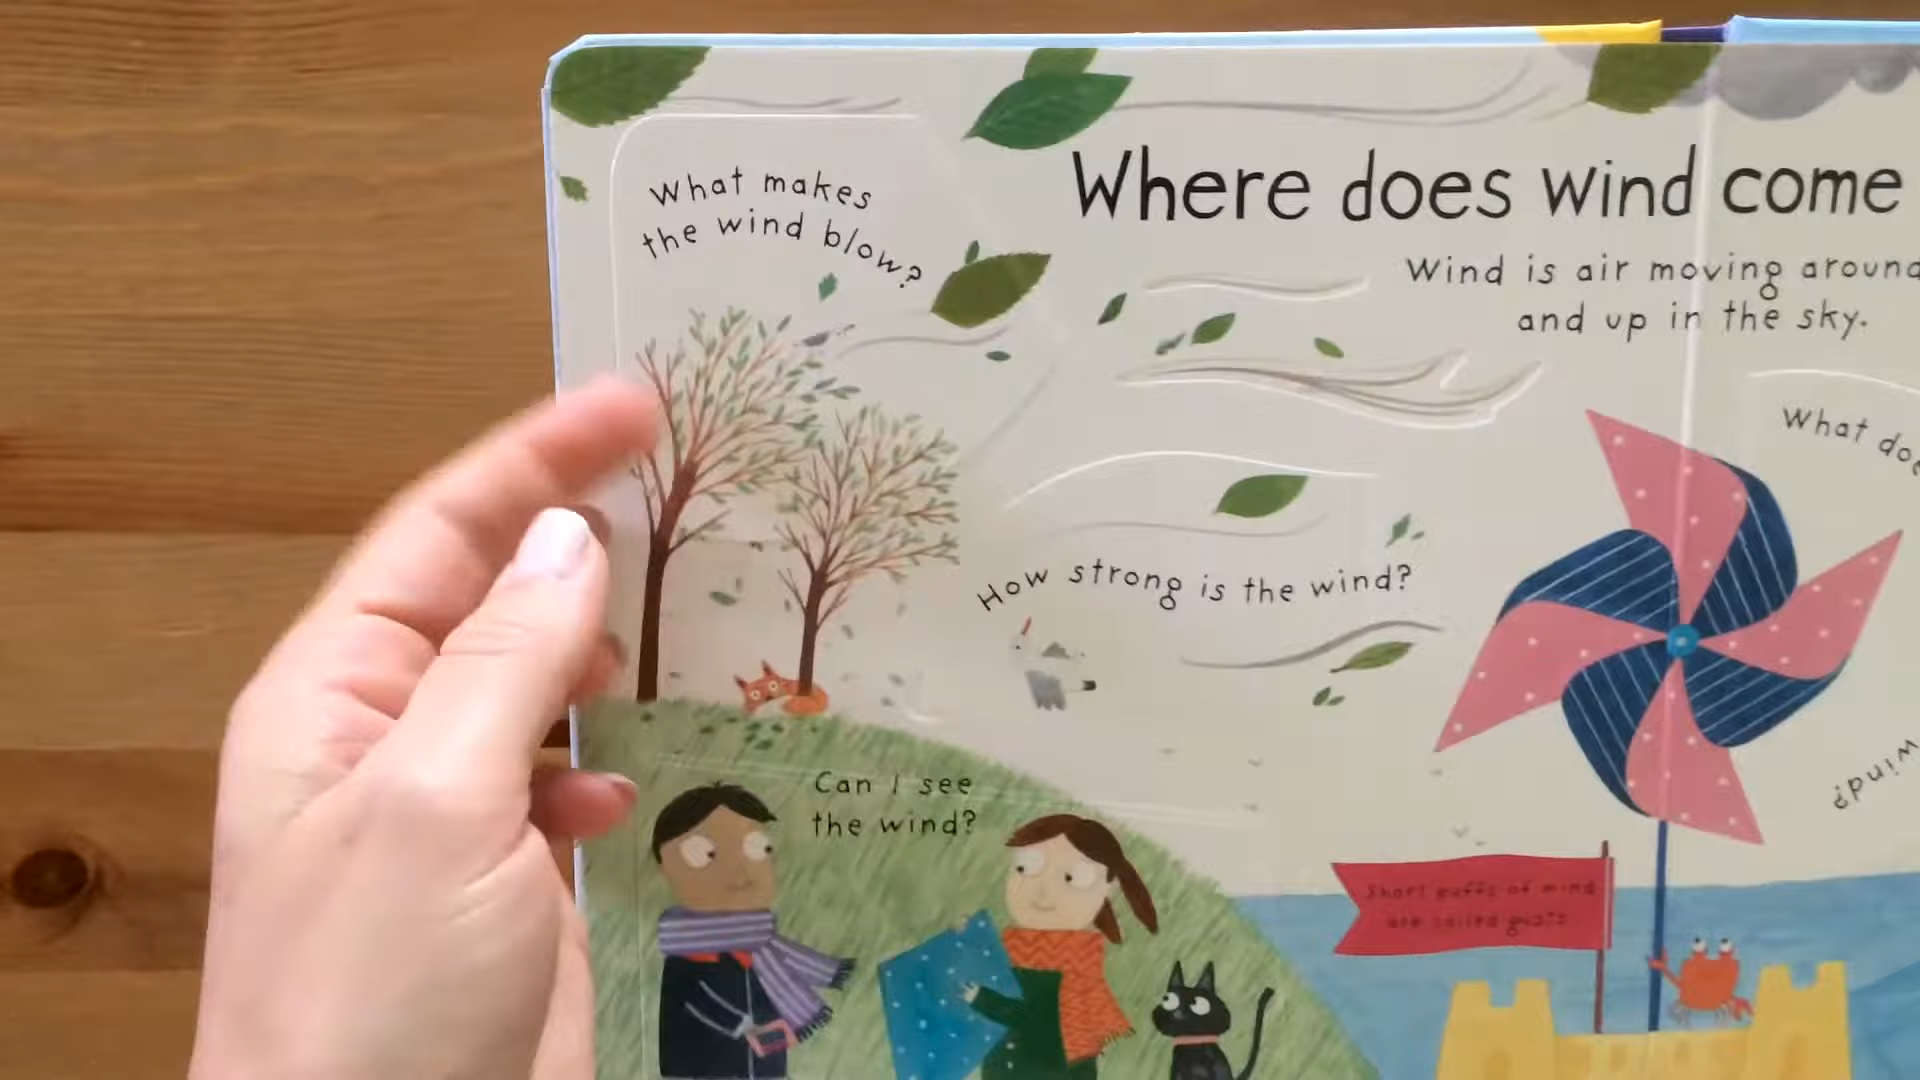 What makes
the wind blow?
Where does wind come
Wind is air moving around
and up in the sky.
What doe
How strong is the wind?
wind?
Can I see
the wind?
Short puffs of wind
are called gusts